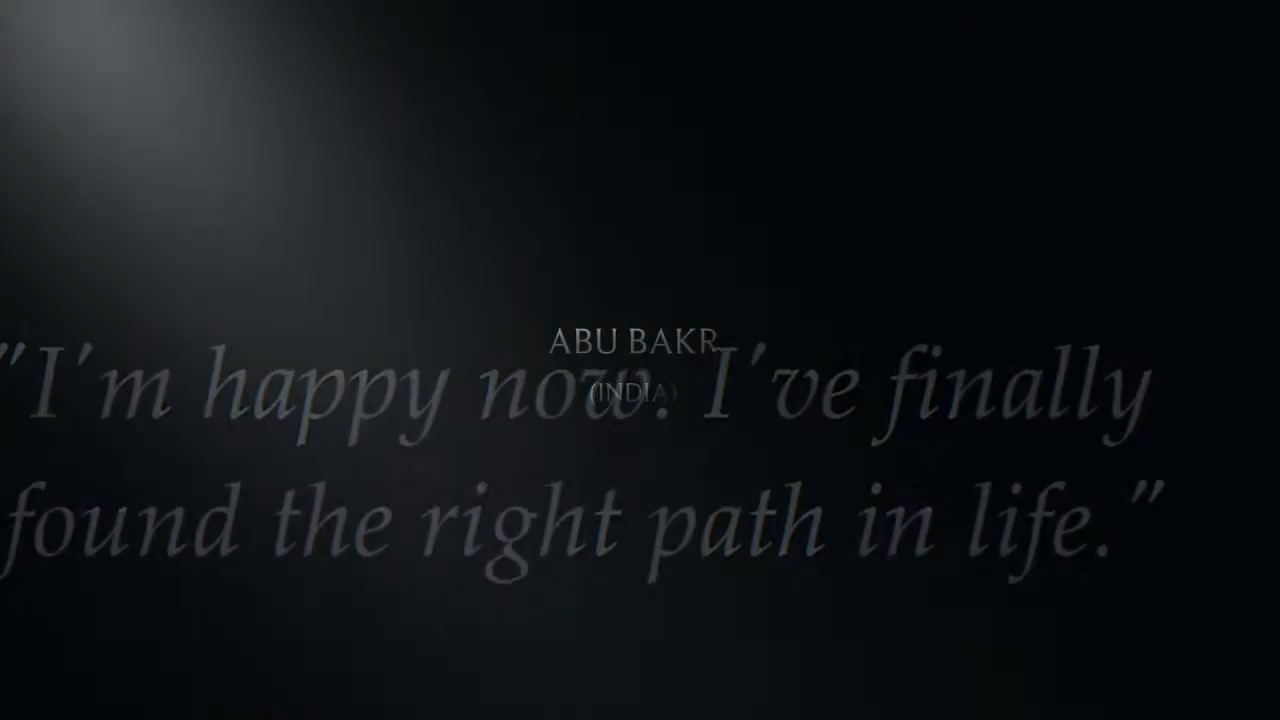 ABU BAKR
(INDIA)
"I'm happy now. I've finally
found the right path in life."